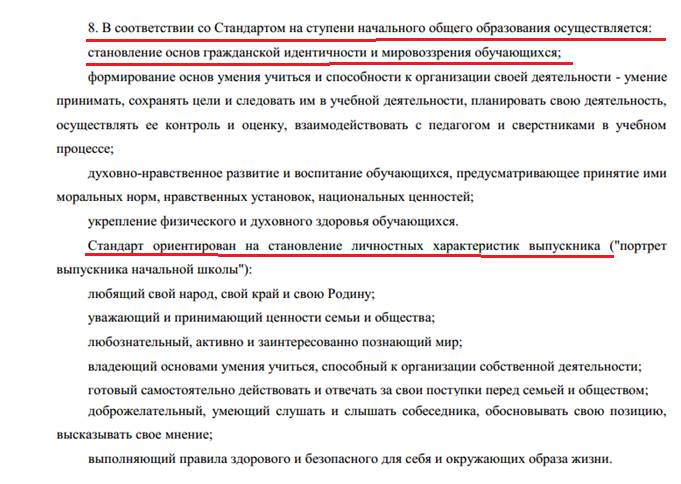 8. В соответствии со Стандартом на ступени начального общего образования осуществляется:
становление основ гражданской идентичности и мировоззрения обучающихся;
формирование основ умения учиться и способности к организации своей деятельности - умение
принимать, сохранять цели и следовать им в учебной деятельности, планировать свою деятельность,
осуществлять ее контроль и оценку, взаимодействовать с педагогом и сверстниками в учебном
процессе;
духовно-нравственное развитие и воспитание обучающихся, предусматривающее принятие ими
моральных норм, нравственных установок, национальных ценностей;
укрепление физического и духовного здоровья обучающихся.
Стандарт ориентирован на становление личностных характеристик выпускника ("портрет
выпускника начальной школы"):
любящий свой народ, свой край и свою Родину;
уважающий и принимающий ценности семьи и общества;
любознательный, активно и заинтересованно познающий мир;
владеющий основами умения учиться, способный к организации собственной деятельности;
готовый самостоятельно действовать и отвечать за свои поступки перед семьей и обществом;
доброжелательный, умеющий слушать и слышать собеседника, обосновывать свою позицию,
высказывать свое мнение;
выполняющий правила здорового и безопасного для себя и окружающих образа жизни.